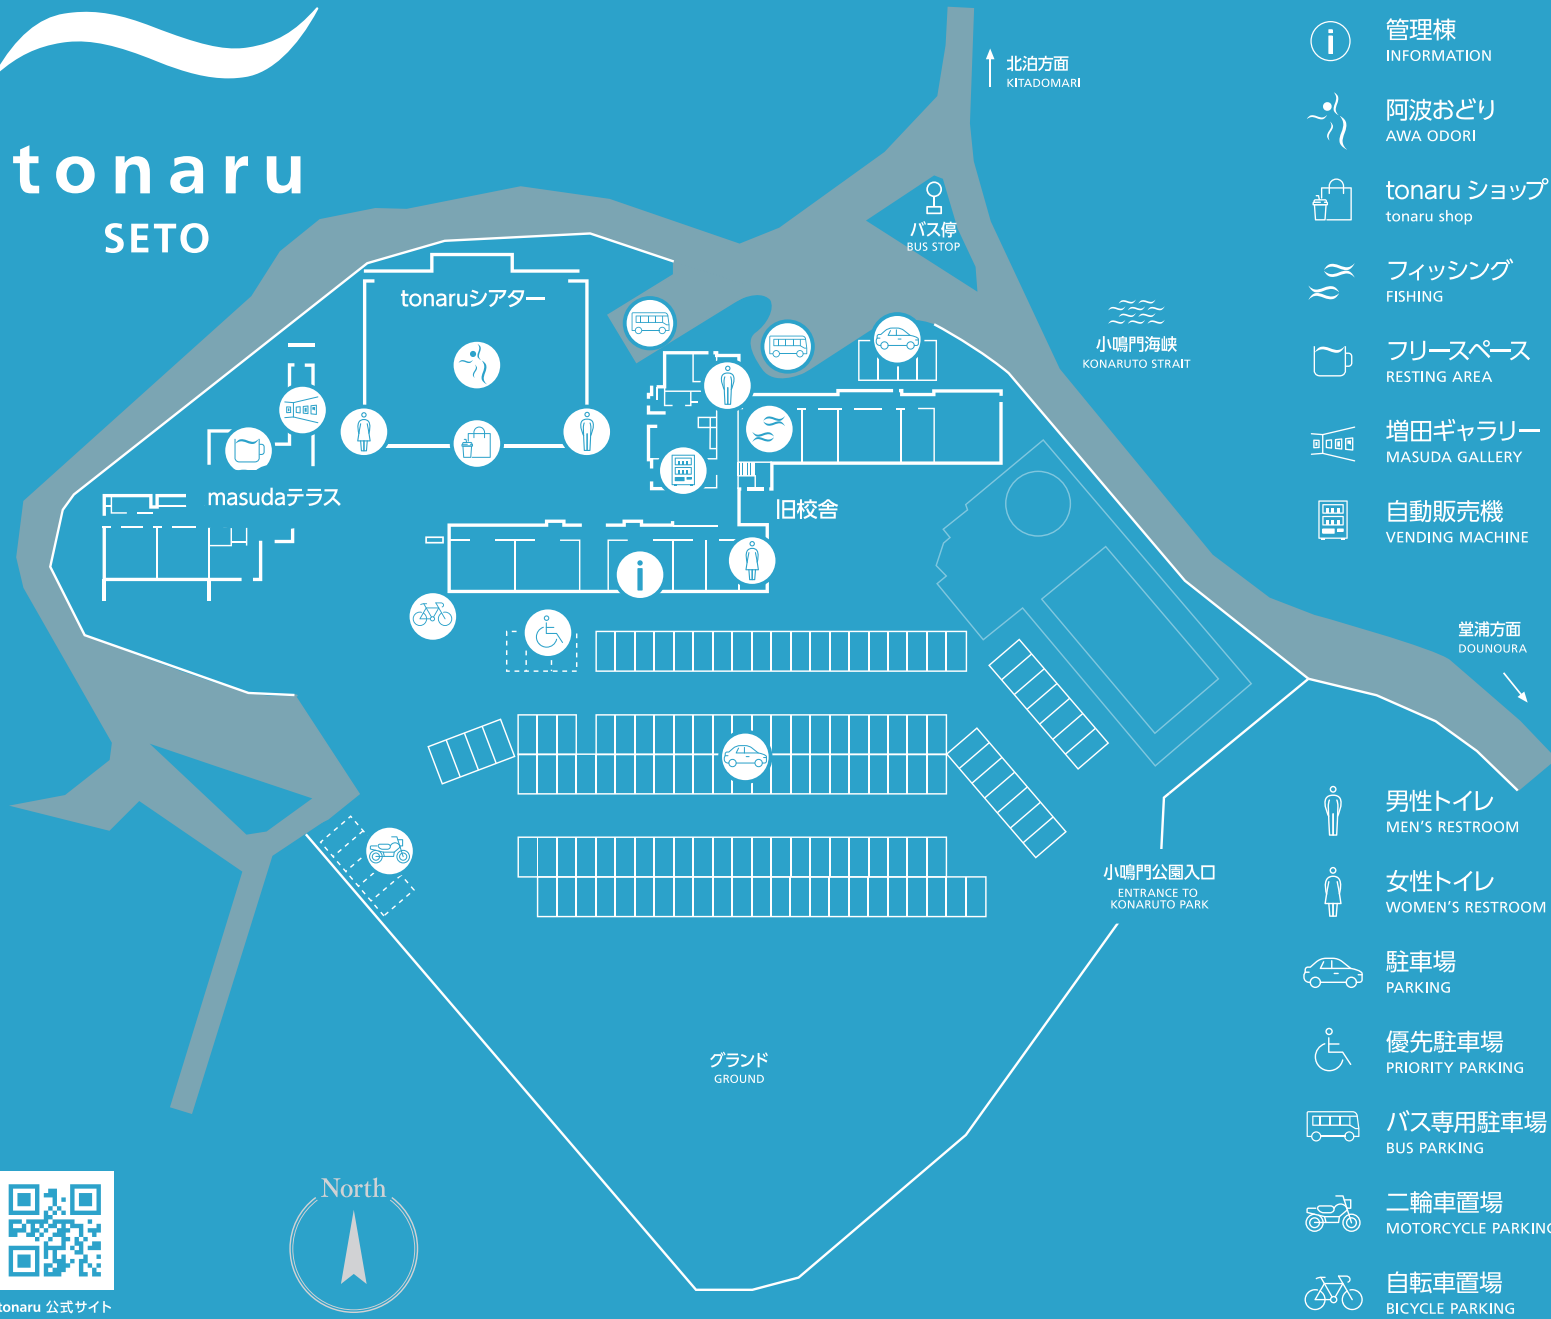 tonaru
SETO
北泊方面
KITADOMARI
バス停
BUS STOP
tonaruシアター
小鳴門海峡
KONARUTO STRAIT
masudaテラス
旧校舎
堂浦方面
DOUNOURA
小鳴門公園入口
ENTRANCE TO
KONARUTO PARK
グランド
GROUND
North
tonaru 公式サイト
管理棟
INFORMATION
阿波おどり
AWA ODORI
tonaru ショップ
tonaru shop
フィッシング
FISHING
フリースペース
RESTING AREA
増田ギャラリー
MASUDA GALLERY
自動販売機
VENDING MACHINE
男性トイレ
MEN'S RESTROOM
女性トイレ
WOMEN'S RESTROOM
駐車場
PARKING
優先駐車場
PRIORITY PARKING
バス専用駐車場
BUS PARKING
二輪車置場
MOTORCYCLE PARKING
自転車置場
BICYCLE PARKING